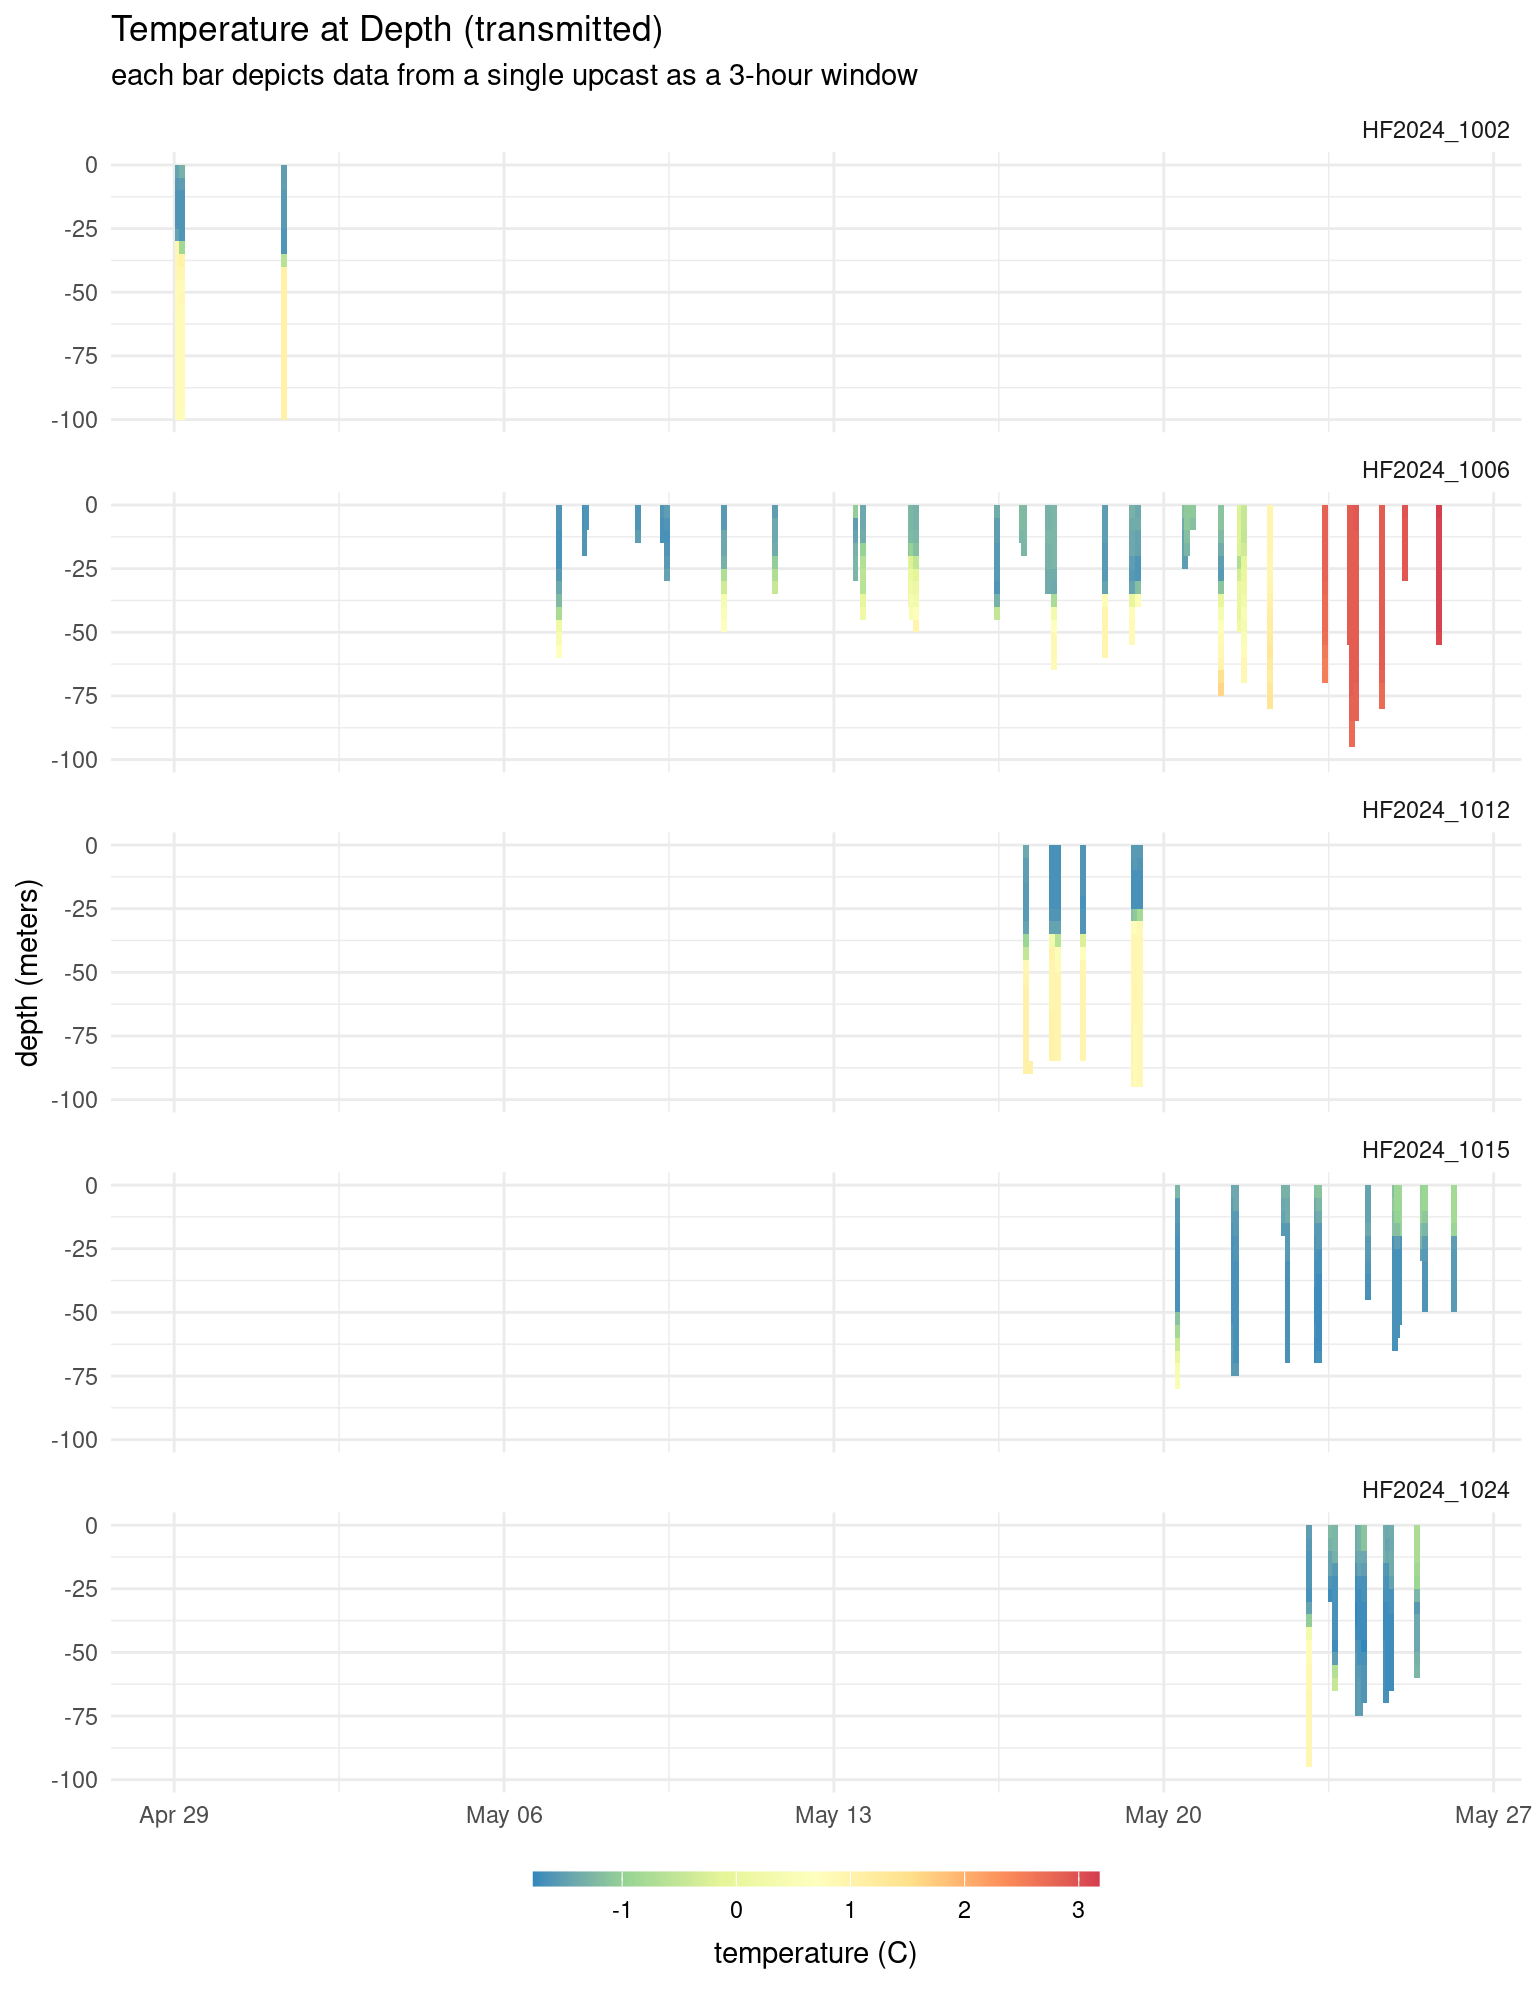 Temperature at Depth (transmitted)
each bar depicts data from a single upcast as a 3-hour window
HF2024_1002
0
-25
-50
-75
-100
HF2024_1006
0
-25
-50
-75
-100
HF2024_1012
0
-25
-50
-75
-100
depth (meters)
HF2024_1015
0
-25
-50
-75
-100
HF2024_1024
0
-25
-50
-75
-100
Apr 29 May 06 May 13 May 20 May 27
-1 0 1 2 3
temperature (C)